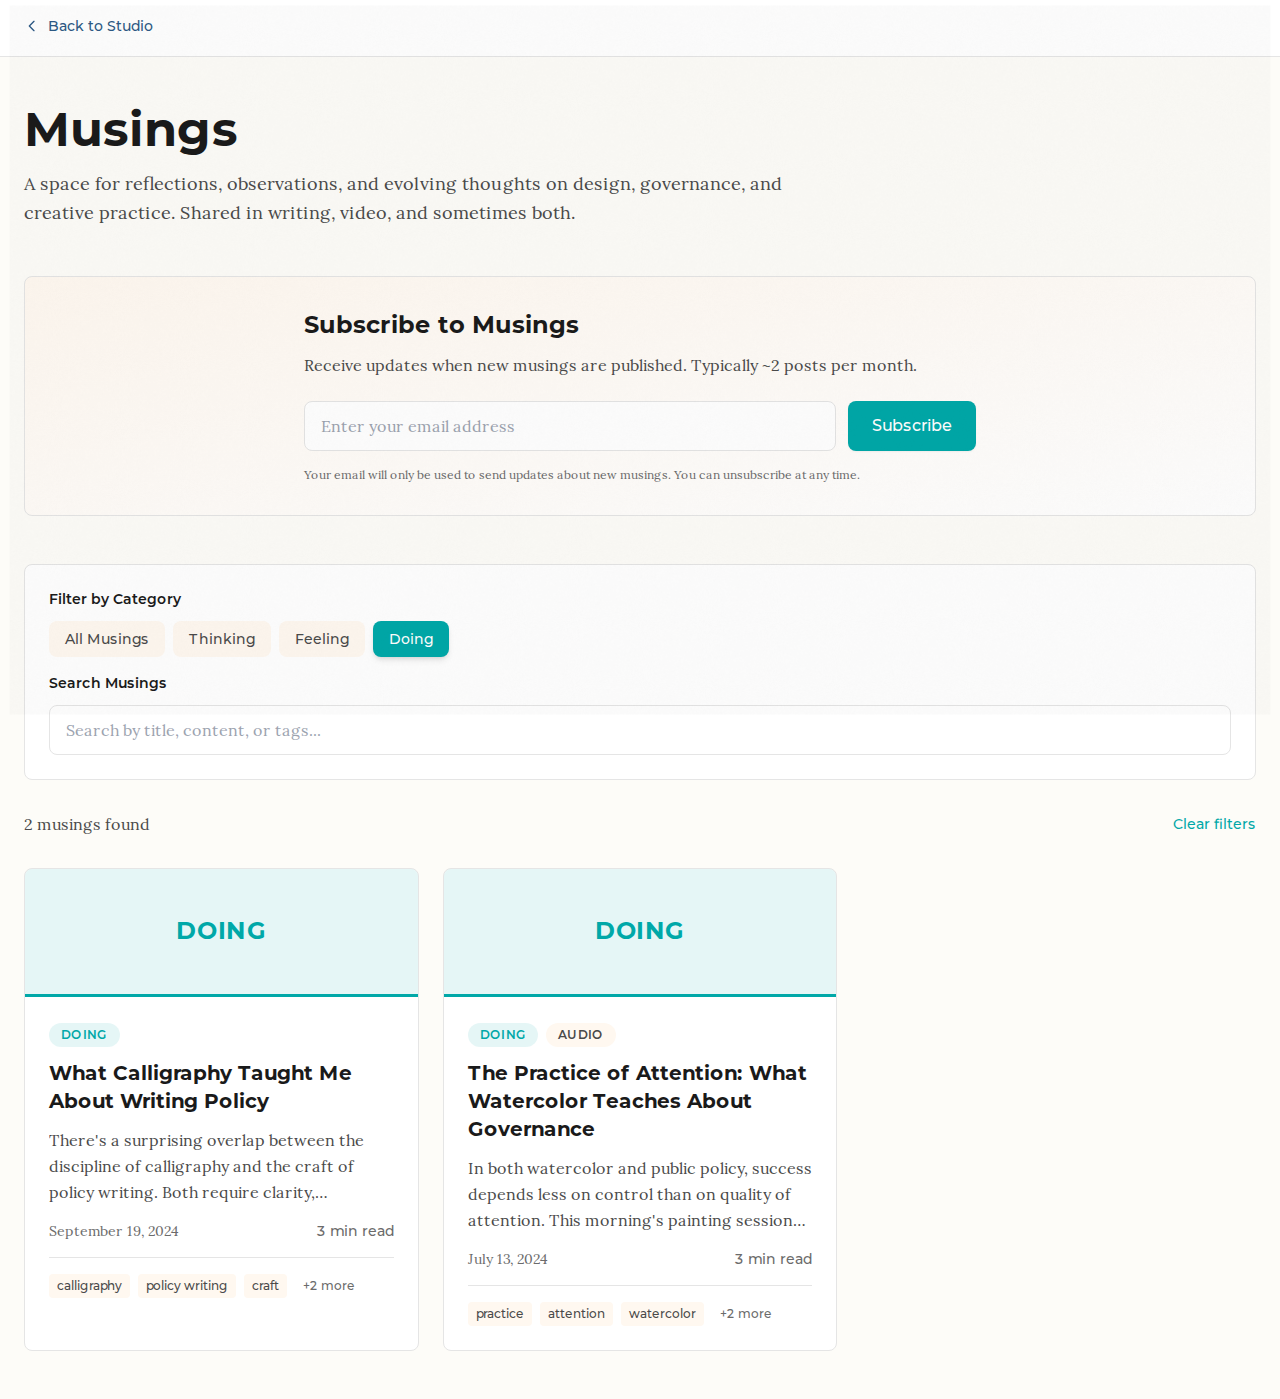 Back to Studio
Musings
A space for reflections, observations, and evolving thoughts on design, governance, and
creative practice. Shared in writing, video, and sometimes both.
Subscribe to Musings
Receive updates when new musings are published. Typically ~2 posts per month.
Enter your email address
Subscribe
Your email will only be used to send updates about new musings. You can unsubscribe at any time.
Filter by Category
All Musings
Thinking
Feeling
Doing
Search Musings
Search by title, content, or tags...
2 musings found
Clear filters
DOING
DOING
What Calligraphy Taught Me
About Writing Policy
There's a surprising overlap between the
discipline of calligraphy and the craft of
policy writing. Both require clarity,...
September 19, 2024
3 min read
calligraphy
policy writing
craft
+2 more
DOING
DOING
AUDIO
The Practice of Attention: What
Watercolor Teaches About
Governance
In both watercolor and public policy, success
depends less on control than on quality of
attention. This morning's painting session...
July 13, 2024
3 min read
practice
attention
watercolor
+2 more